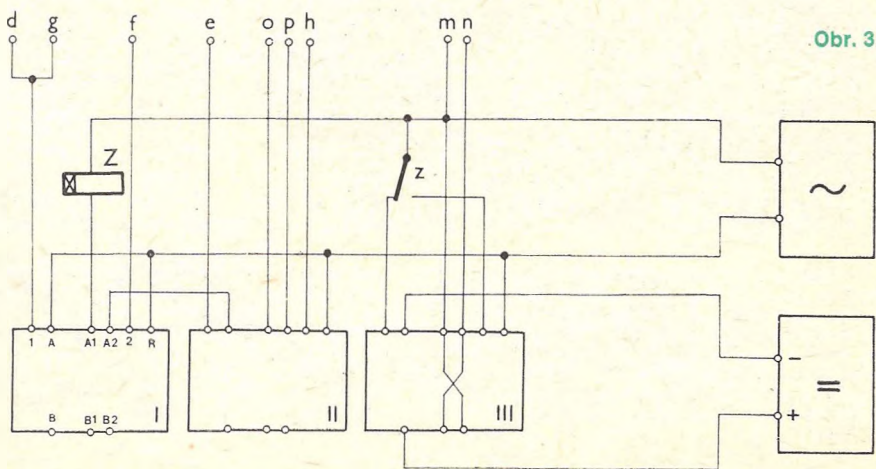 d g f e o p h m n
Obr. 3
Z
z
~
1 A A1 A2 2 R
B B1 B2 I
II
III
-
=
+